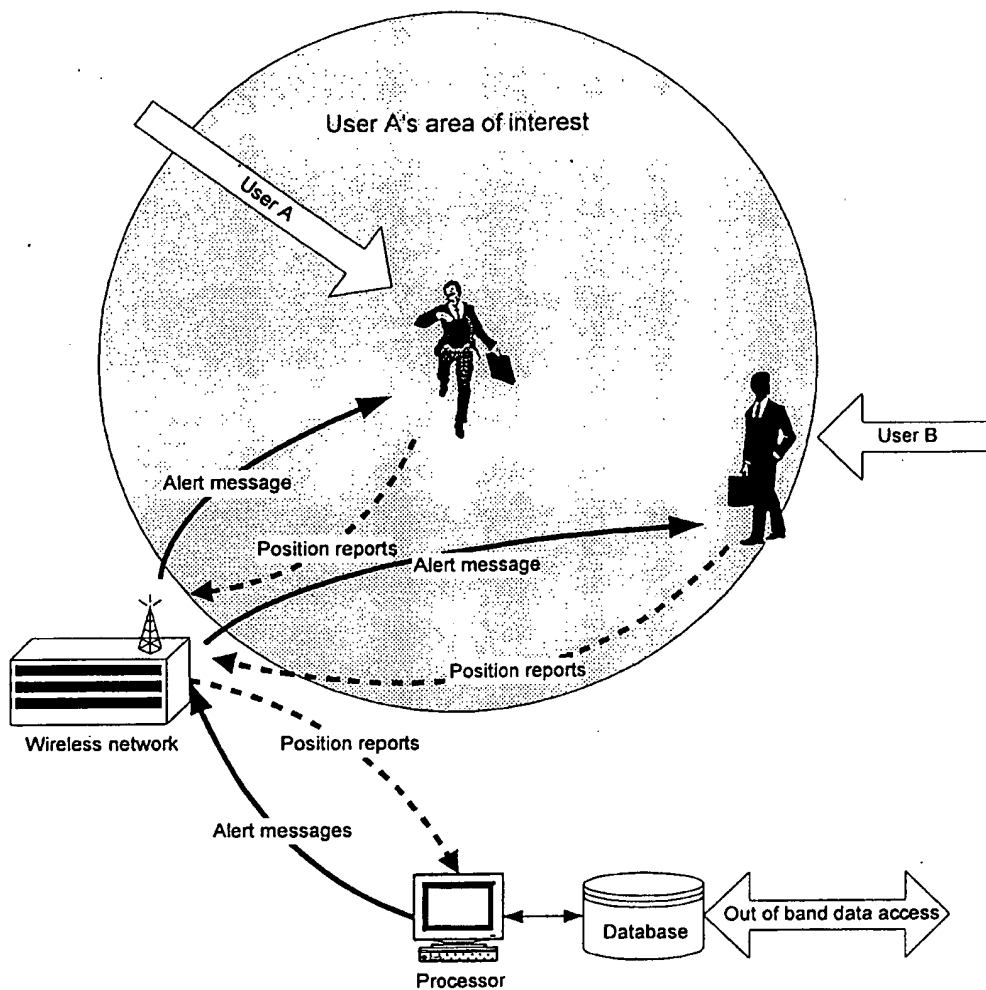 User A's area of interest
User A
User B
Alert message
Position reports
Alert message
Position reports
Wireless network
Position reports
Alert messages
Out of band data access
Database
Processor